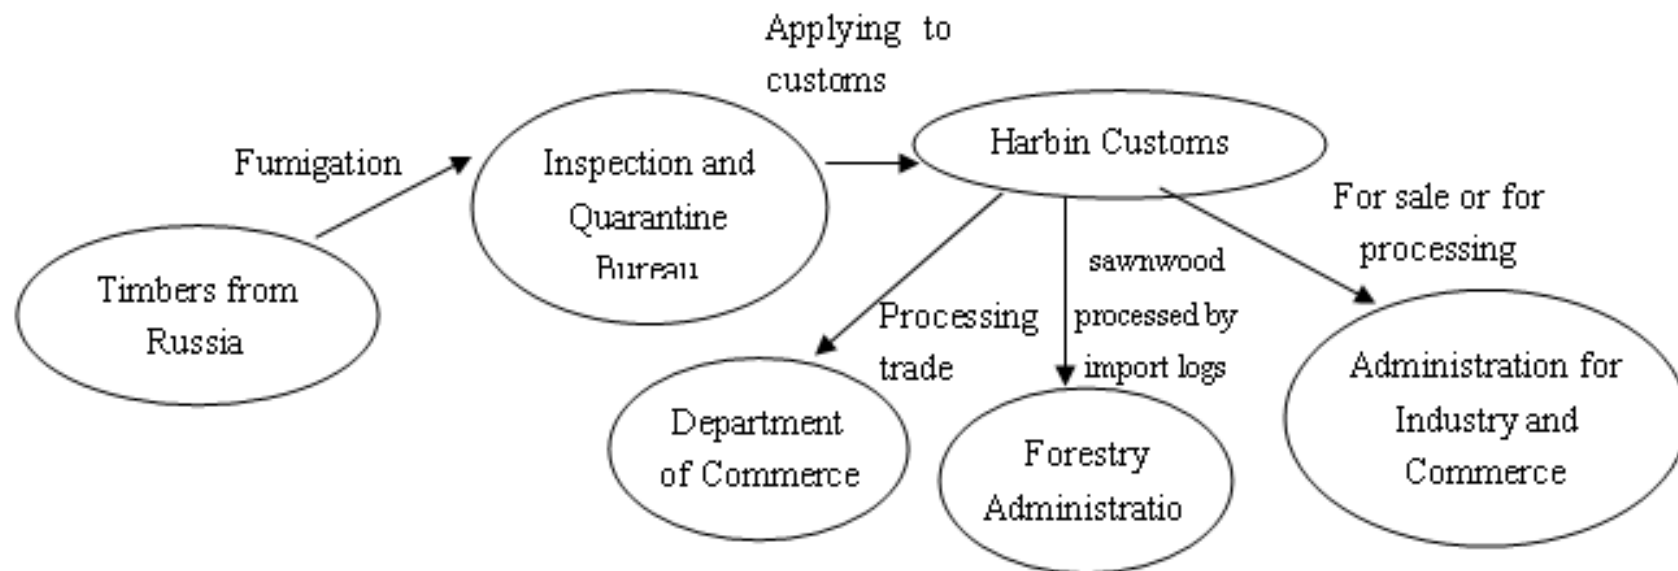 Applying to
customs
Harbin Customs
Fumigation
Inspection and
Quarantine
Bureau
For sale or for
processing
Timbers from
Russia
sawnwood
processed by
import logs
Processing
trade
Administration for
Industry and
Commerce
Department
of Commerce
Forestry
Administratio